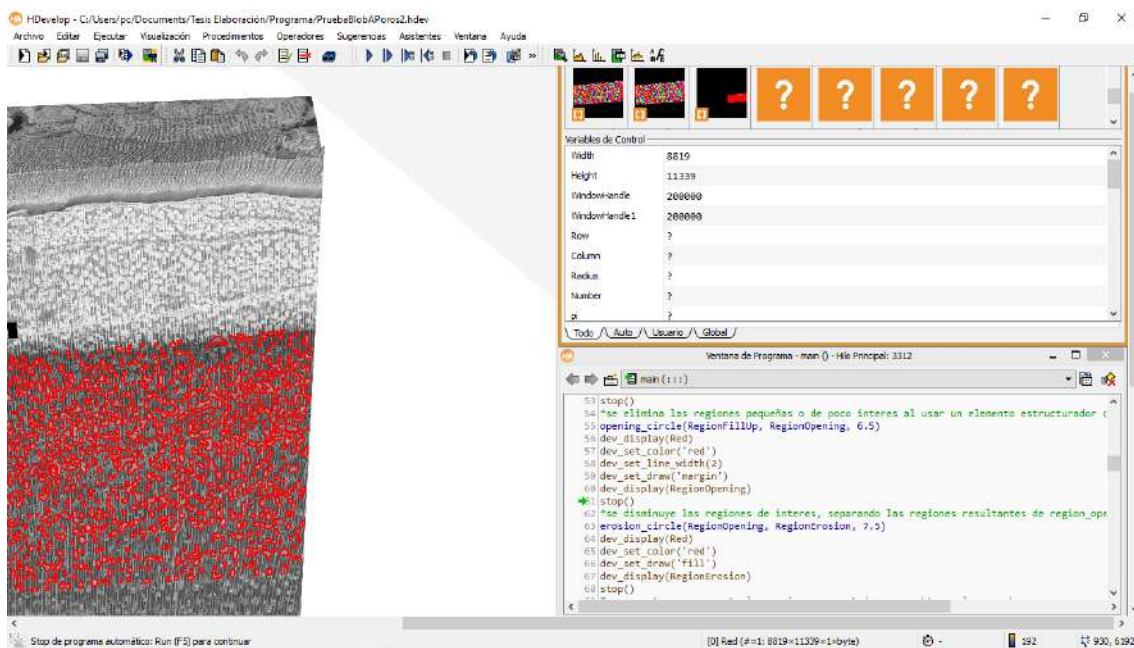 HDevelop - C:/Users/pc/Documents/Tesis Elaboración/Programa/PruebaBlobAPoros2.hdev
Archivo Editar Ejecutar Visualización Procedimientos Operadores Sugerencias Asistentes Ventana Ayuda
? ? ? ? ?
Variables de Control
Width 8819
Height 11339
WindowHandle 200000
WindowHandle1 200000
Row ?
Column ?
Radius ?
Number ?
pi ?
Todo Auto Usuario Global
Ventana de Programa - main () - Hilo Principal: 3312
main (:::)
53 stop()
54 *se elimina las regiones pequeñas o de poco interes al usar un elemento estructurador
55 opening_circle(RegionFillUp, RegionOpening, 6.5)
56 dev_display(Red)
57 dev_set_color('red')
58 dev_set_line_width(2)
59 dev_set_draw('margin')
60 dev_display(RegionOpening)
61 stop()
62 *se disminuye las regiones de interes, separando las regiones resultantes de region_ope
63 erosion_circle(RegionOpening, RegionErosion, 7.5)
64 dev_display(Red)
65 dev_set_color('red')
66 dev_set_draw('fill')
67 dev_display(RegionErosion)
68 stop()
Stop de programa automático: Run (F5) para continuar
[0] Red (#=1: 8819×11339×1×byte) - 192 930, 6192